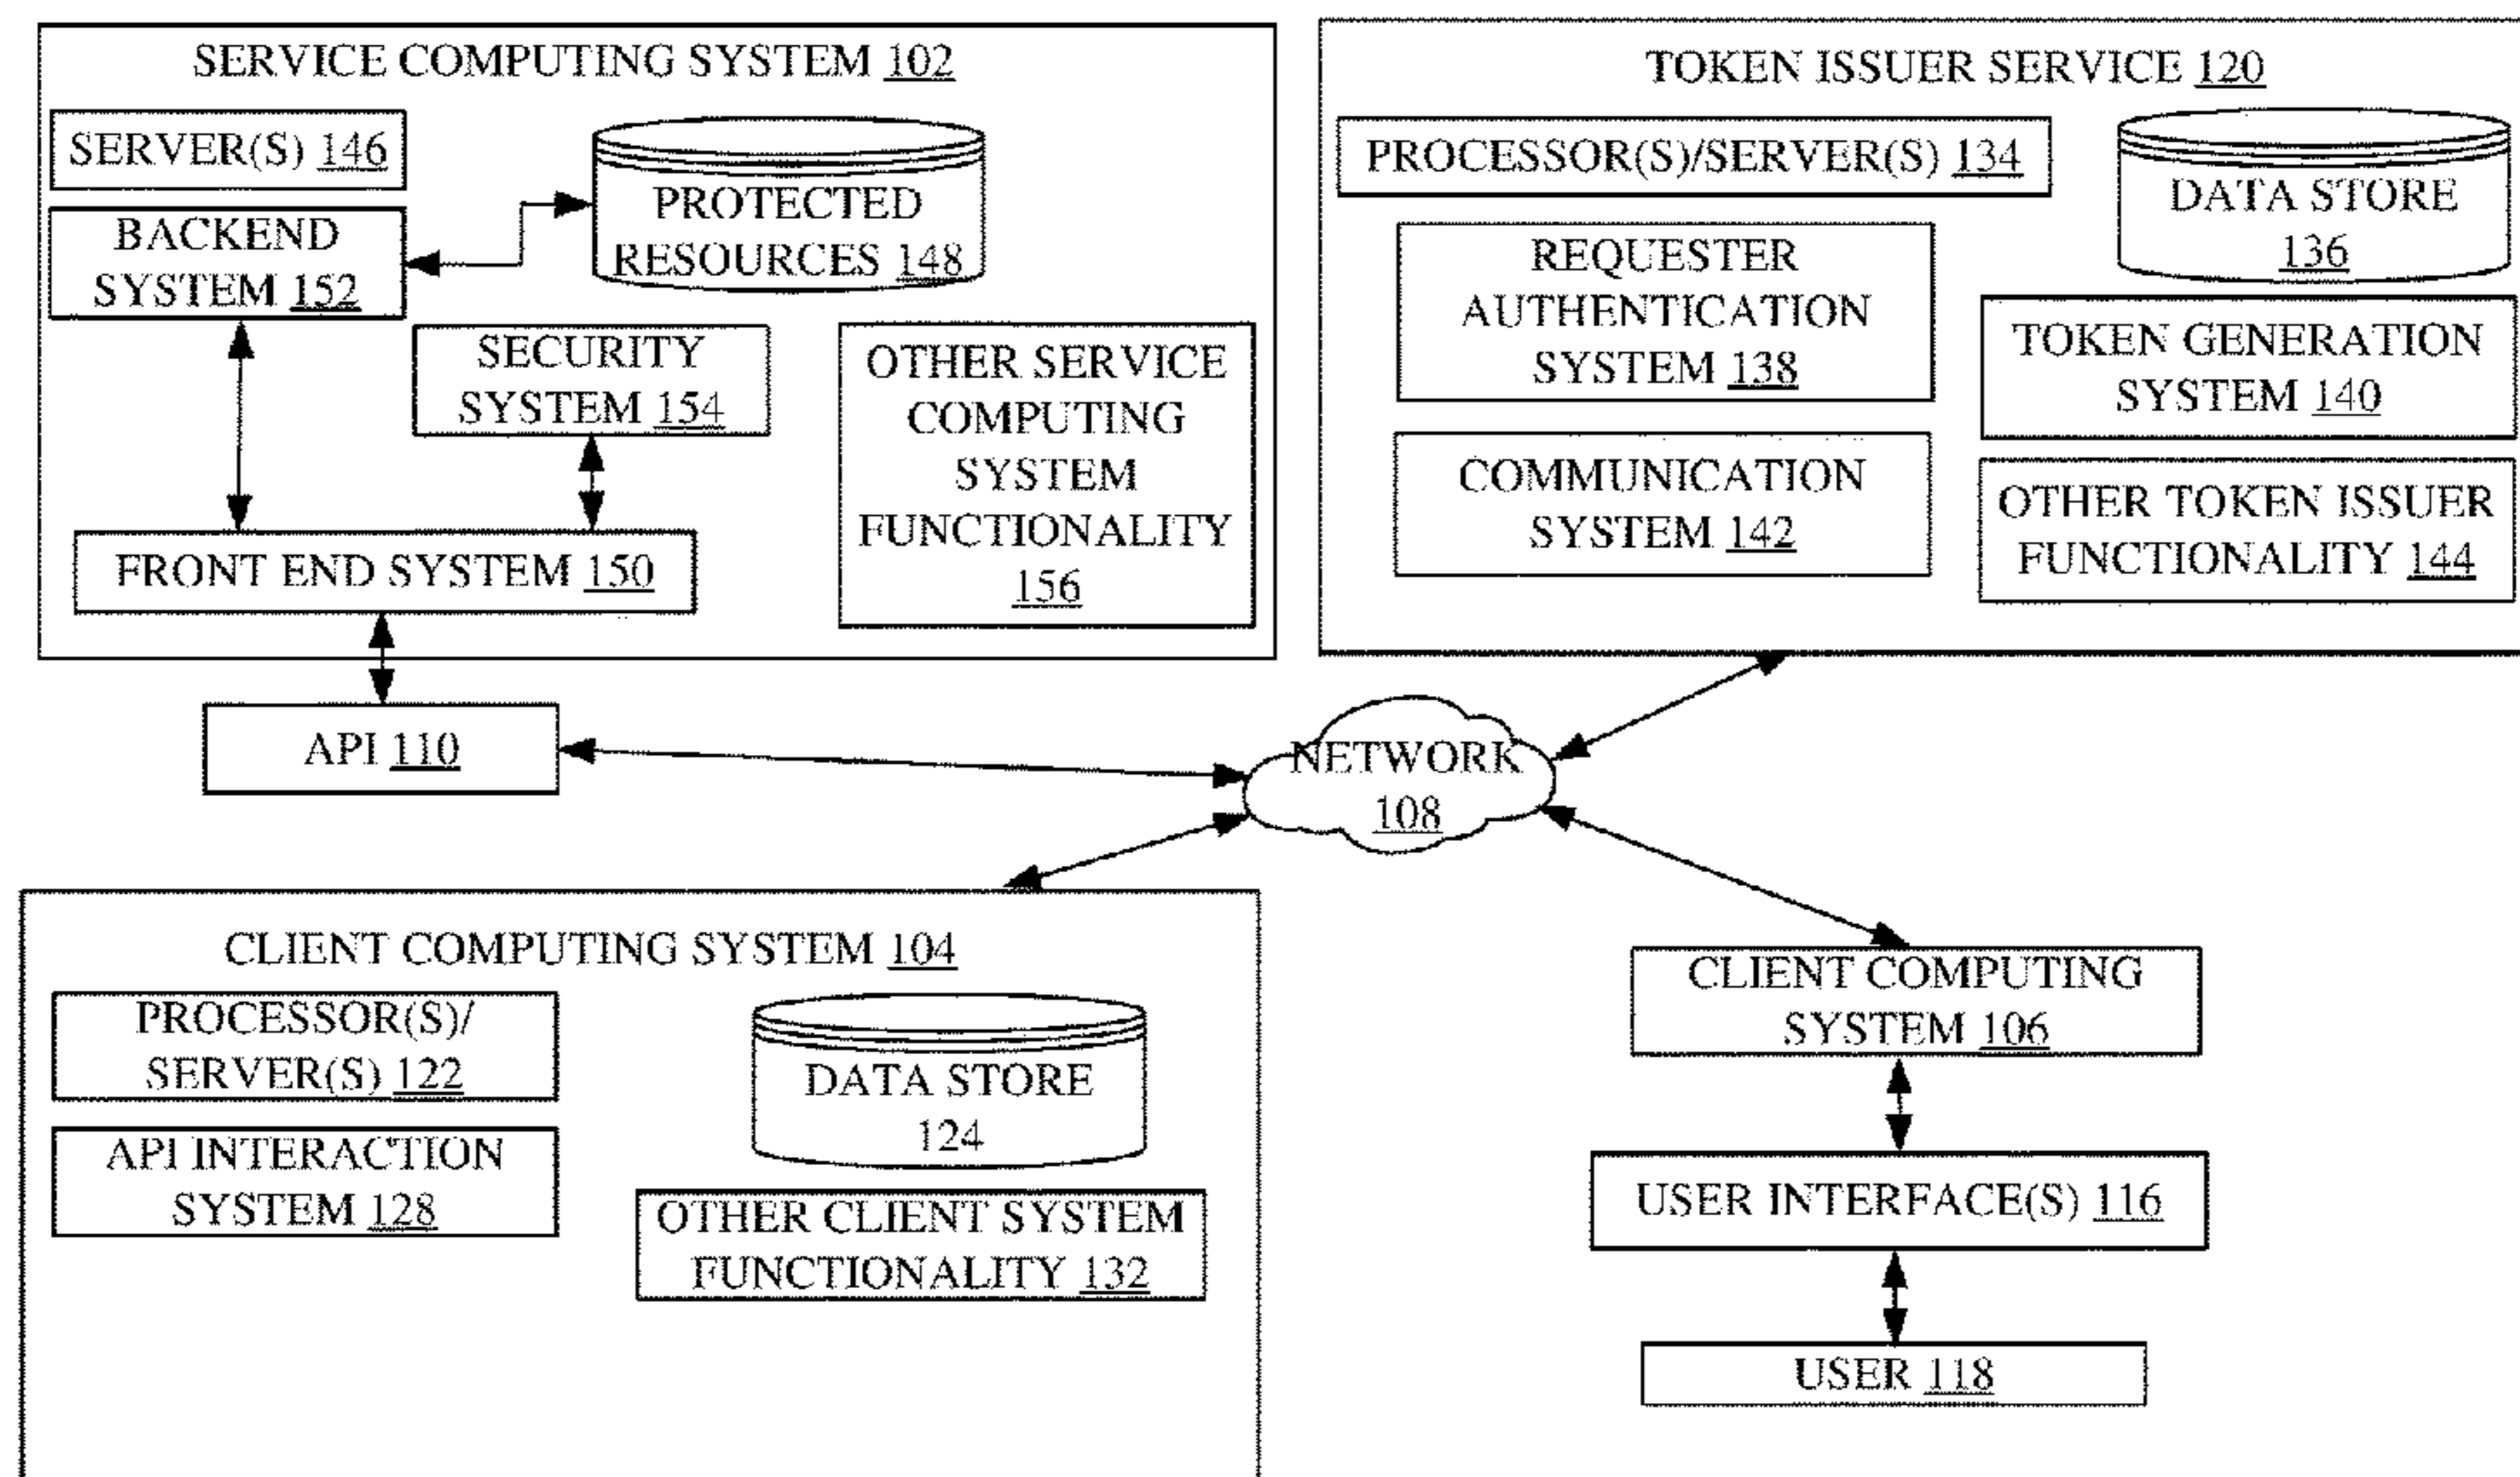 SERVICE COMPUTING SYSTEM 102
SERVER(S) 146
PROTECTED
RESOURCES 148
BACKEND
SYSTEM 152
SECURITY
SYSTEM 154
OTHER SERVICE
COMPUTING
SYSTEM
FUNCTIONALITY
156
FRONT END SYSTEM 150
API 110
TOKEN ISSUER SERVICE 120
PROCESSOR(S)/SERVER(S) 134
DATA STORE
136
REQUESTER
AUTHENTICATION
SYSTEM 138
TOKEN GENERATION
SYSTEM 140
COMMUNICATION
SYSTEM 142
OTHER TOKEN ISSUER
FUNCTIONALITY 144
NETWORK
108
CLIENT COMPUTING SYSTEM 104
PROCESSOR(S)/
SERVER(S) 122
DATA STORE
124
API INTERACTION
SYSTEM 128
OTHER CLIENT SYSTEM
FUNCTIONALITY 132
CLIENT COMPUTING
SYSTEM 106
USER INTERFACE(S) 116
USER 118